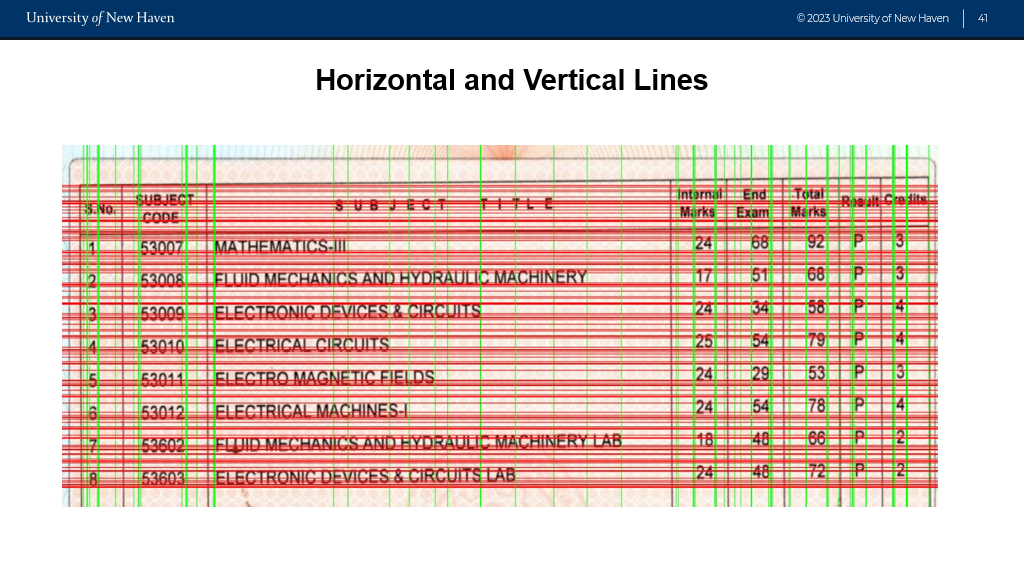 University of New Haven
© 2023 University of New Haven 41
Horizontal and Vertical Lines
S.No. SUBJECT CODE SUBJECT TITLE Internal Marks End Exam Total Marks Result Credits
1 53007 MATHEMATICS-III 24 68 92 P 3
2 53008 FLUID MECHANICS AND HYDRAULIC MACHINERY 17 51 68 P 3
3 53009 ELECTRONIC DEVICES & CIRCUITS 24 34 58 P 4
4 53010 ELECTRICAL CIRCUITS 25 54 79 P 4
5 53011 ELECTRO MAGNETIC FIELDS 24 29 53 P 3
6 53012 ELECTRICAL MACHINES-I 24 54 78 P 4
7 53602 FLUID MECHANICS AND HYDRAULIC MACHINERY LAB 18 48 66 P 2
8 53603 ELECTRONIC DEVICES & CIRCUITS LAB 24 48 72 P 2